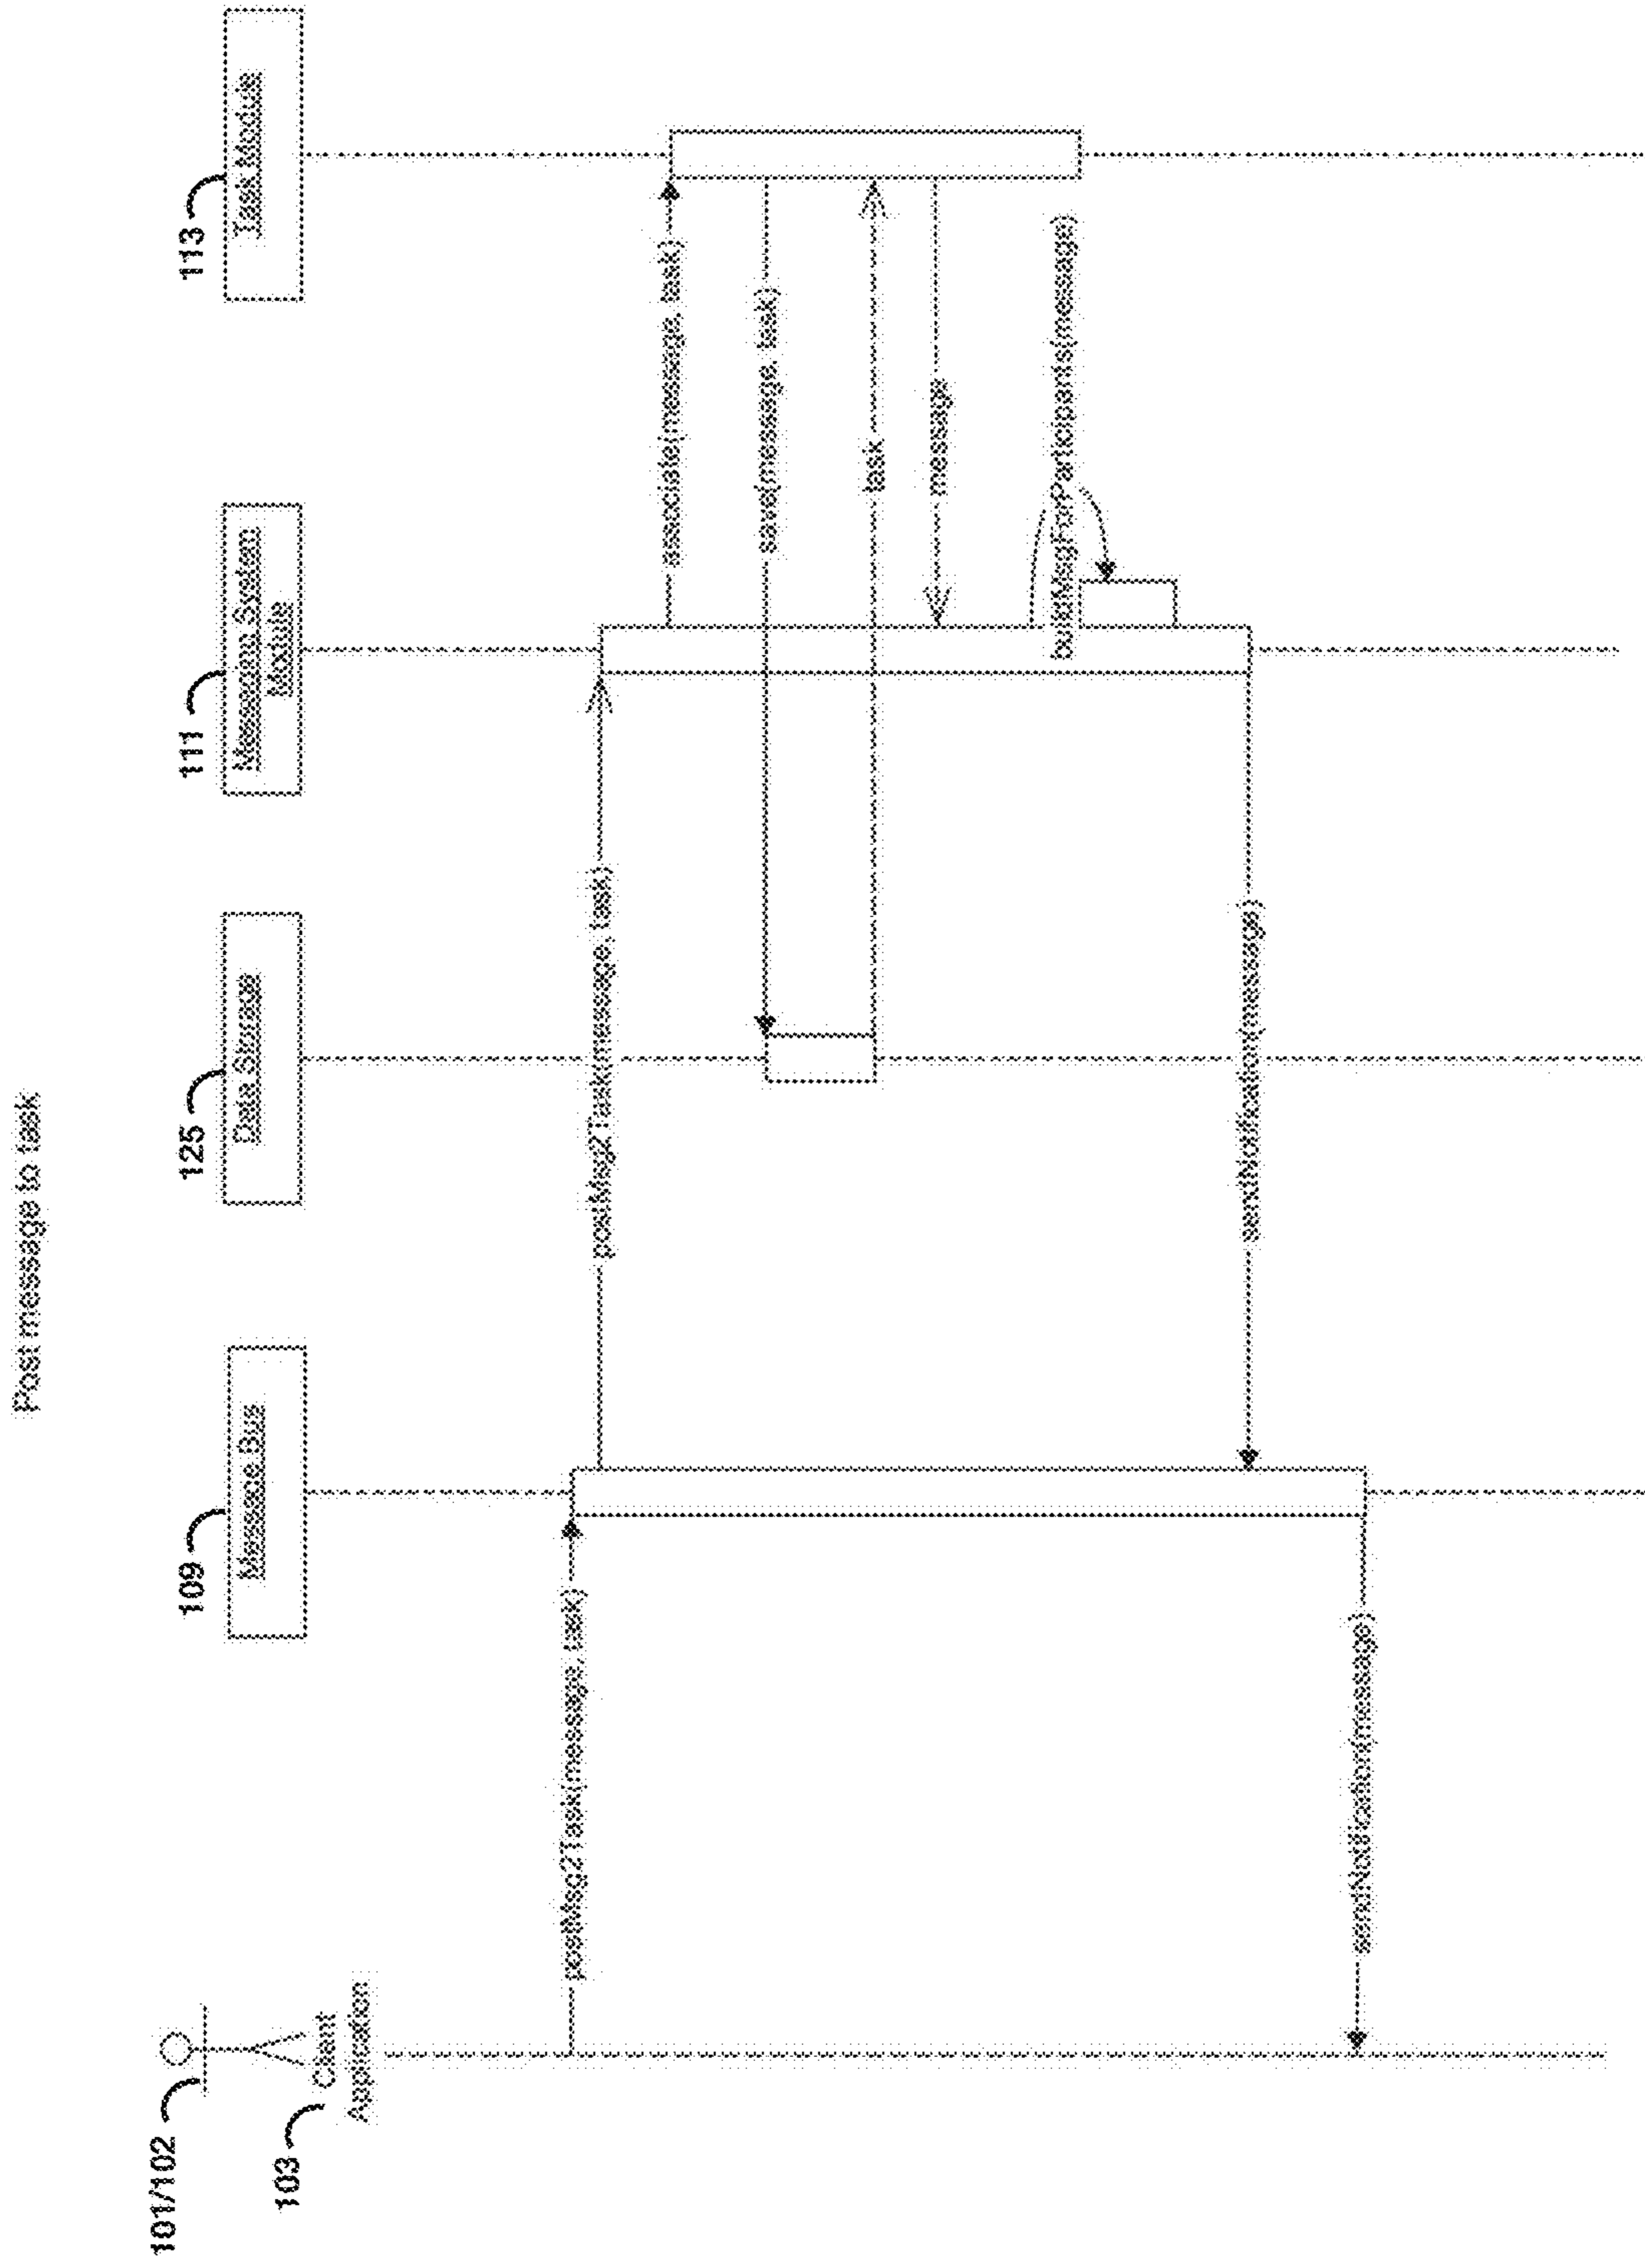 Post message to task
101/102
103
Client
Application
109
Message Bus
125
Data Storage
111
Messaging System
Module
113
Task Module
postMsg2Task(message, task)
postMsg2Task(message, task)
associate(message, task)
save(message, task)
task
message
buildMsgForParticipants(message)
sendNotification(message)
sendNotification(message)